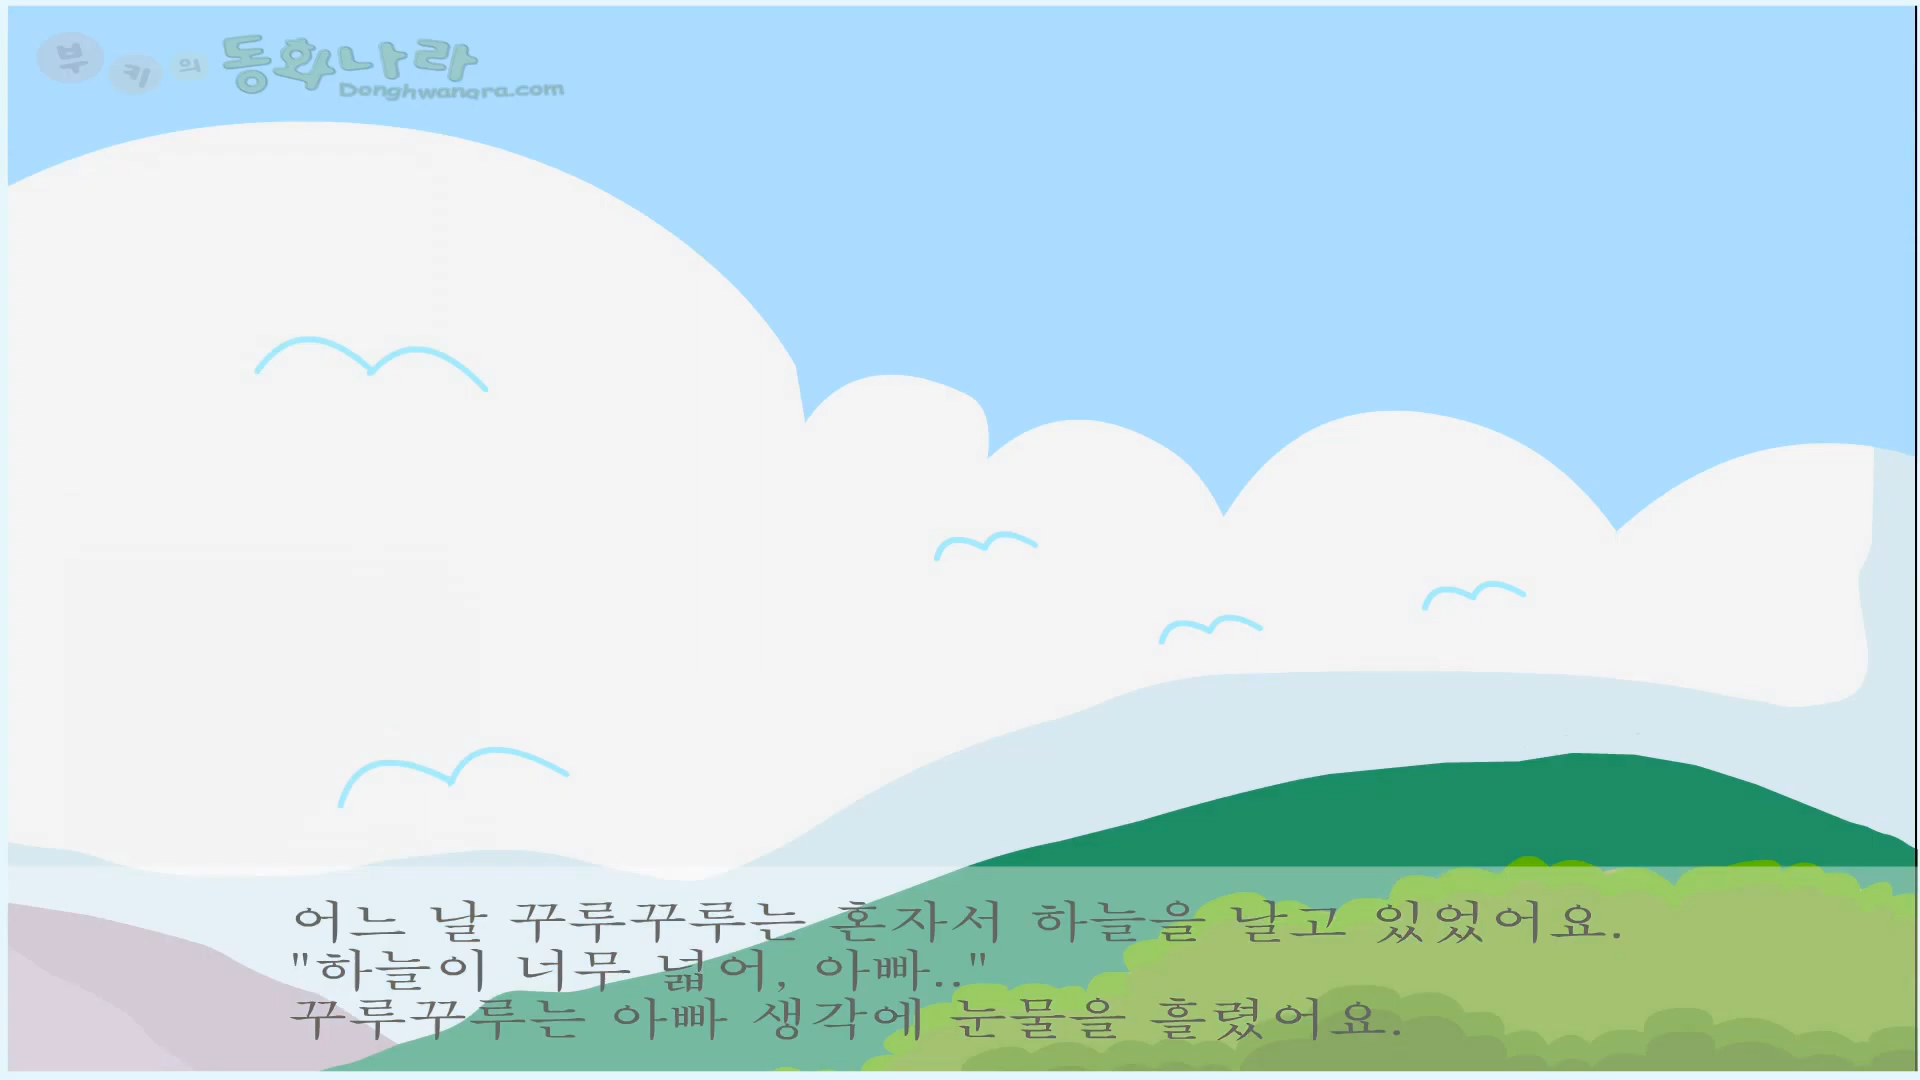 부키의 동화나라
Donghwanara.com
어느 날 꾸루꾸루는 혼자서 하늘을 날고 있었어요.
"하늘이 너무 넓어, 아빠.."
꾸루꾸루는 아빠 생각에 눈물을 흘렸어요.